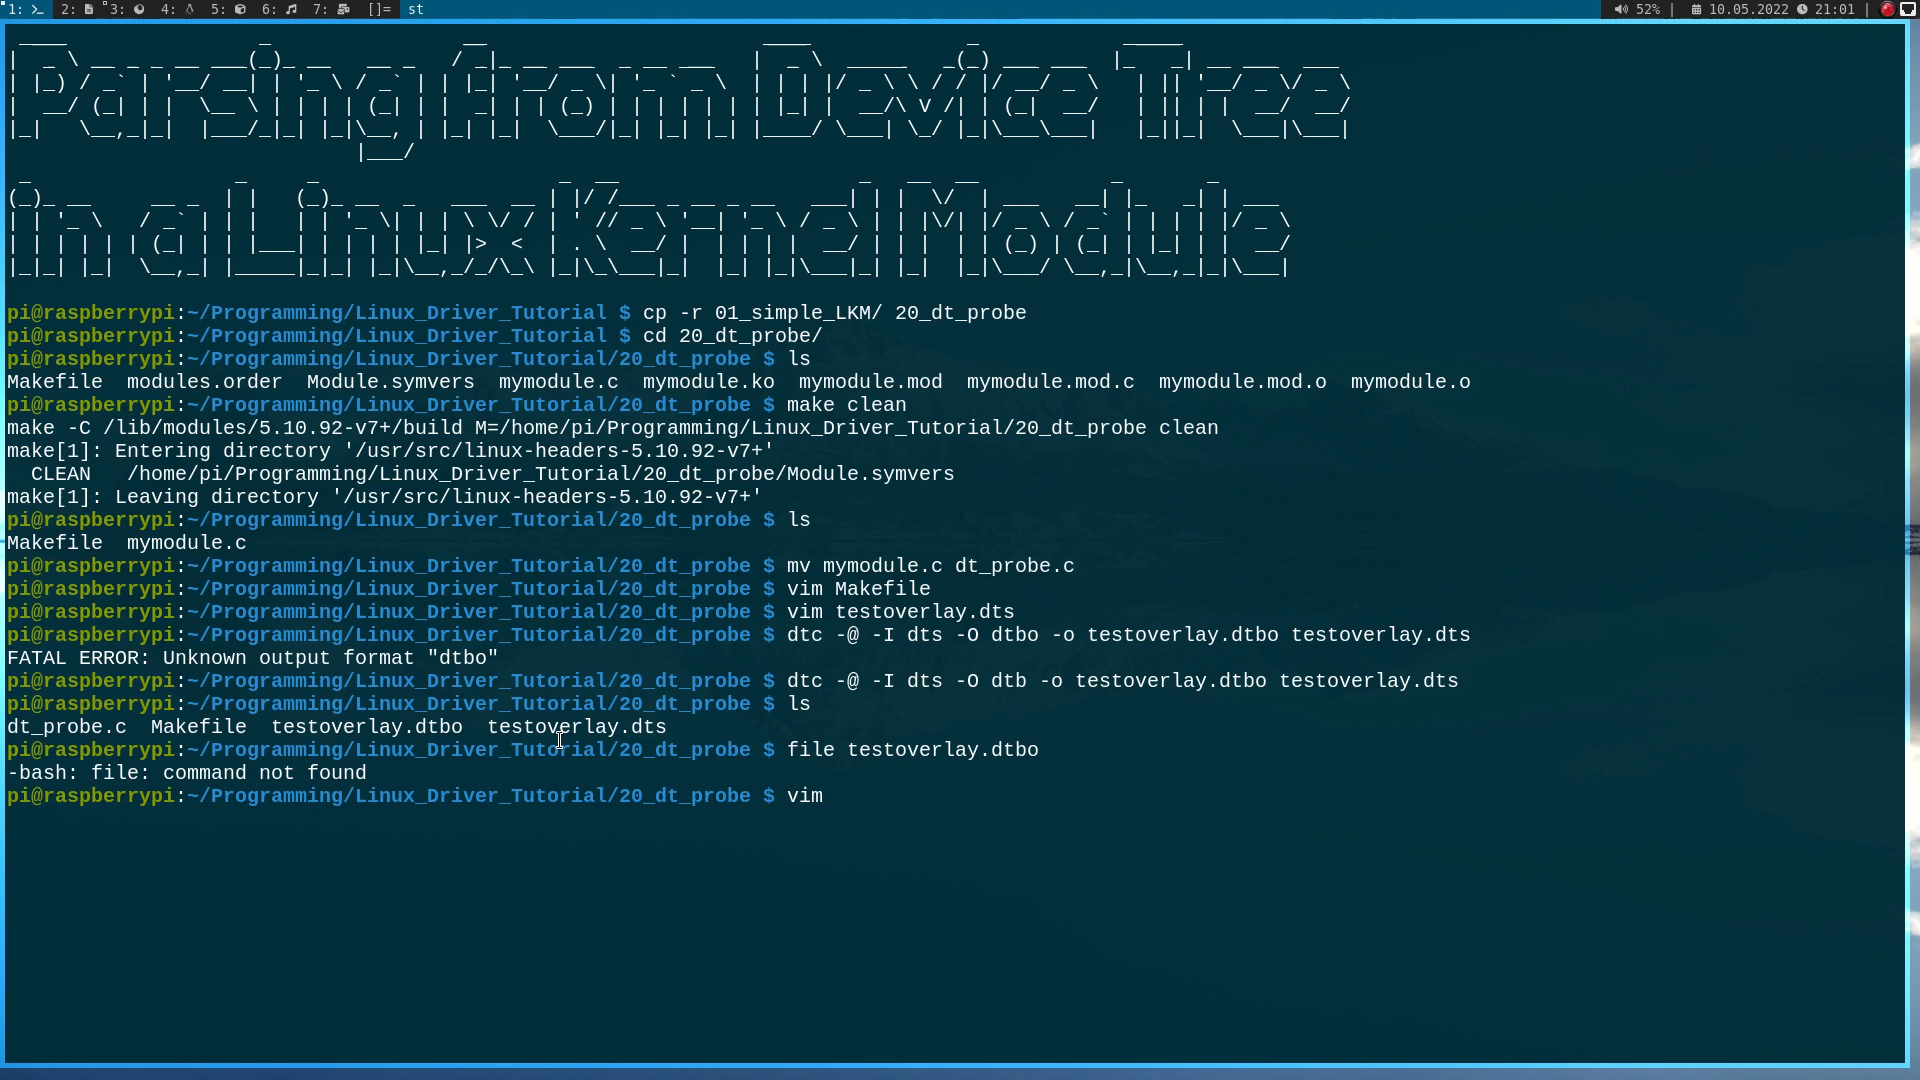 1: 2: 3: 4: 5: 6: 7: []= st 52% | 10.05.2022 21:01 |
Parsing from Device Tree
in a Linux Kernel Module
pi@raspberrypi:~/Programming/Linux_Driver_Tutorial $ cp -r 01_simple_LKM/ 20_dt_probe
pi@raspberrypi:~/Programming/Linux_Driver_Tutorial $ cd 20_dt_probe/
pi@raspberrypi:~/Programming/Linux_Driver_Tutorial/20_dt_probe $ ls
Makefile  modules.order  Module.symvers  mymodule.c  mymodule.ko  mymodule.mod  mymodule.mod.c  mymodule.mod.o  mymodule.o
pi@raspberrypi:~/Programming/Linux_Driver_Tutorial/20_dt_probe $ make clean
make -C /lib/modules/5.10.92-v7+/build M=/home/pi/Programming/Linux_Driver_Tutorial/20_dt_probe clean
make[1]: Entering directory '/usr/src/linux-headers-5.10.92-v7+'
  CLEAN   /home/pi/Programming/Linux_Driver_Tutorial/20_dt_probe/Module.symvers
make[1]: Leaving directory '/usr/src/linux-headers-5.10.92-v7+'
pi@raspberrypi:~/Programming/Linux_Driver_Tutorial/20_dt_probe $ ls
Makefile  mymodule.c
pi@raspberrypi:~/Programming/Linux_Driver_Tutorial/20_dt_probe $ mv mymodule.c dt_probe.c
pi@raspberrypi:~/Programming/Linux_Driver_Tutorial/20_dt_probe $ vim Makefile
pi@raspberrypi:~/Programming/Linux_Driver_Tutorial/20_dt_probe $ vim testoverlay.dts
pi@raspberrypi:~/Programming/Linux_Driver_Tutorial/20_dt_probe $ dtc -@ -I dts -O dtbo -o testoverlay.dtbo testoverlay.dts
FATAL ERROR: Unknown output format "dtbo"
pi@raspberrypi:~/Programming/Linux_Driver_Tutorial/20_dt_probe $ dtc -@ -I dts -O dtb -o testoverlay.dtbo testoverlay.dts
pi@raspberrypi:~/Programming/Linux_Driver_Tutorial/20_dt_probe $ ls
dt_probe.c  Makefile  testoverlay.dtbo  testoverlay.dts
pi@raspberrypi:~/Programming/Linux_Driver_Tutorial/20_dt_probe $ file testoverlay.dtbo
-bash: file: command not found
pi@raspberrypi:~/Programming/Linux_Driver_Tutorial/20_dt_probe $ vim